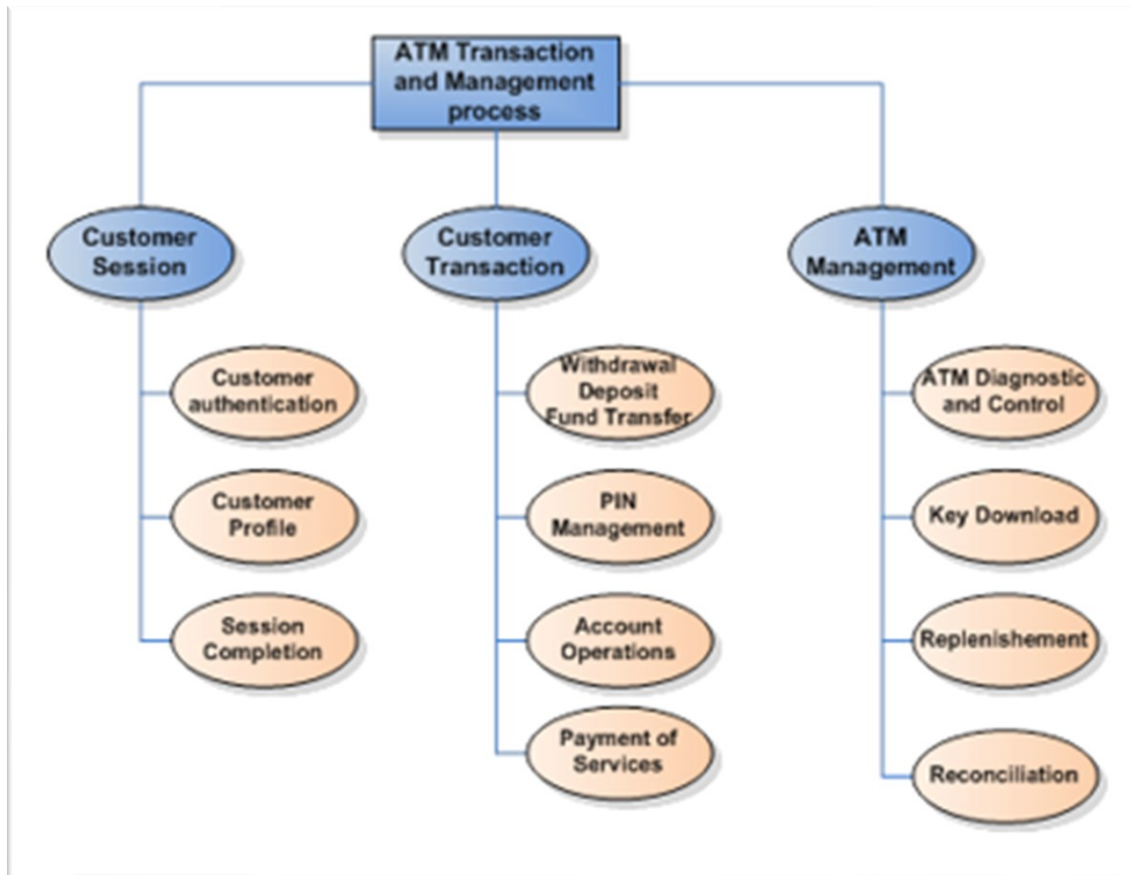 ATM Transaction
and Management
process
Customer
Session
Customer
Transaction
ATM
Management
Customer
authentication
Customer
Profile
Session
Completion
Withdrawal
Deposit
Fund Transfer
PIN
Management
Account
Operations
Payment of
Services
ATM Diagnostic
and Control
Key Download
Replenishement
Reconciliation